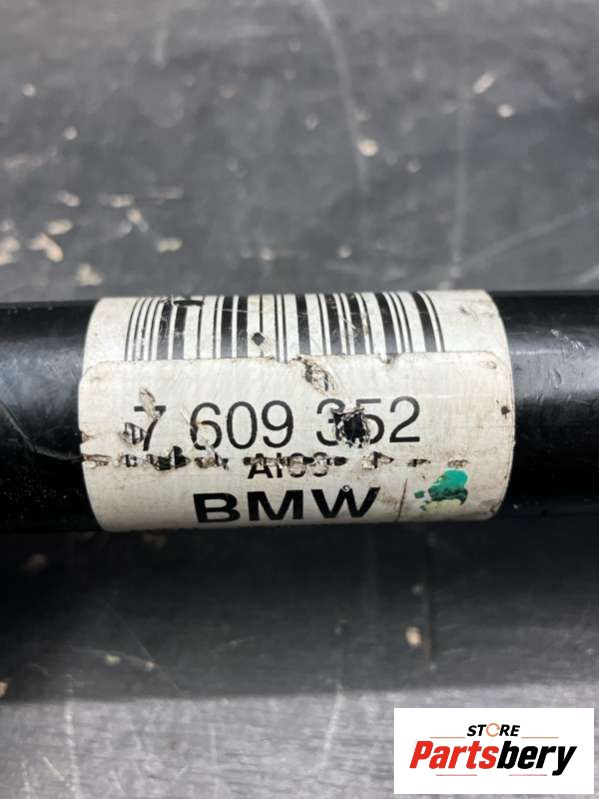 7 609 352
BMW
STORE
Partsbery